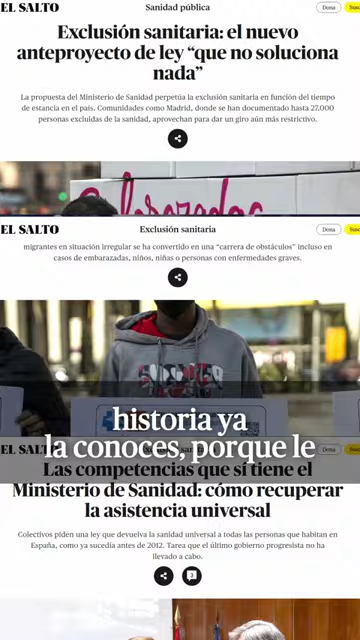 EL SALTO
Sanidad pública
Dona
Exclusión sanitaria: el nuevo
anteproyecto de ley “que no soluciona
nada”
La propuesta del Ministerio de Sanidad perpetúa la exclusión sanitaria en función del tiempo
de estancia en el país. Comunidades como Madrid, donde se han documentado hasta 27.000
personas excluidas de la sanidad, aprovechan para dar un giro aún más restrictivo.
EL SALTO
Exclusión sanitaria
Dona
migrantes en situación irregular se ha convertido en una “carrera de obstáculos” incluso en
casos de embarazadas, niños, niñas o personas con enfermedades graves.
historia ya
la conoces, porque le
EL SALTO
Dona
Las competencias que sí tiene el
Ministerio de Sanidad: cómo recuperar
la asistencia universal
Colectivos piden una ley que devuelva la sanidad universal a todas las personas que habitan en
España, como ya sucedía antes de 2012. Tarea que el último gobierno progresista no ha
llevado a cabo.
3